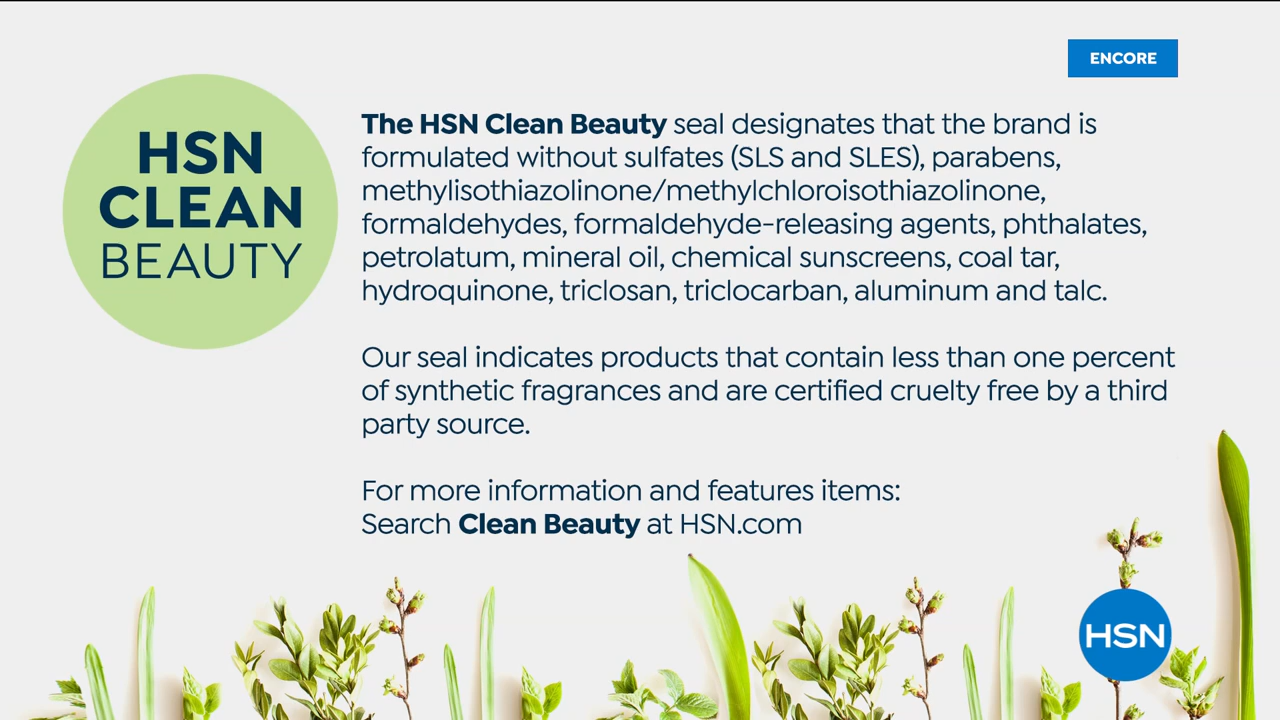 ENCORE
HSN
CLEAN
BEAUTY
The HSN Clean Beauty seal designates that the brand is
formulated without sulfates (SLS and SLES), parabens,
methylisothiazolinone/methylchloroisothiazolinone,
formaldehydes, formaldehyde-releasing agents, phthalates,
petrolatum, mineral oil, chemical sunscreens, coal tar,
hydroquinone, triclosan, triclocarban, aluminum and talc.
Our seal indicates products that contain less than one percent
of synthetic fragrances and are certified cruelty free by a third
party source.
For more information and features items:
Search Clean Beauty at HSN.com
HSN